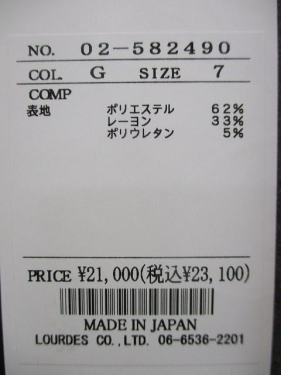 NO. 02-582490
COL. G SIZE 7
COMP
表地 ポリエステル 62%
レーヨン 33%
ポリウレタン 5%
PRICE ¥21,000(税込¥23,100)
MADE IN JAPAN
LOURDES CO.,LTD. 06-6536-2201